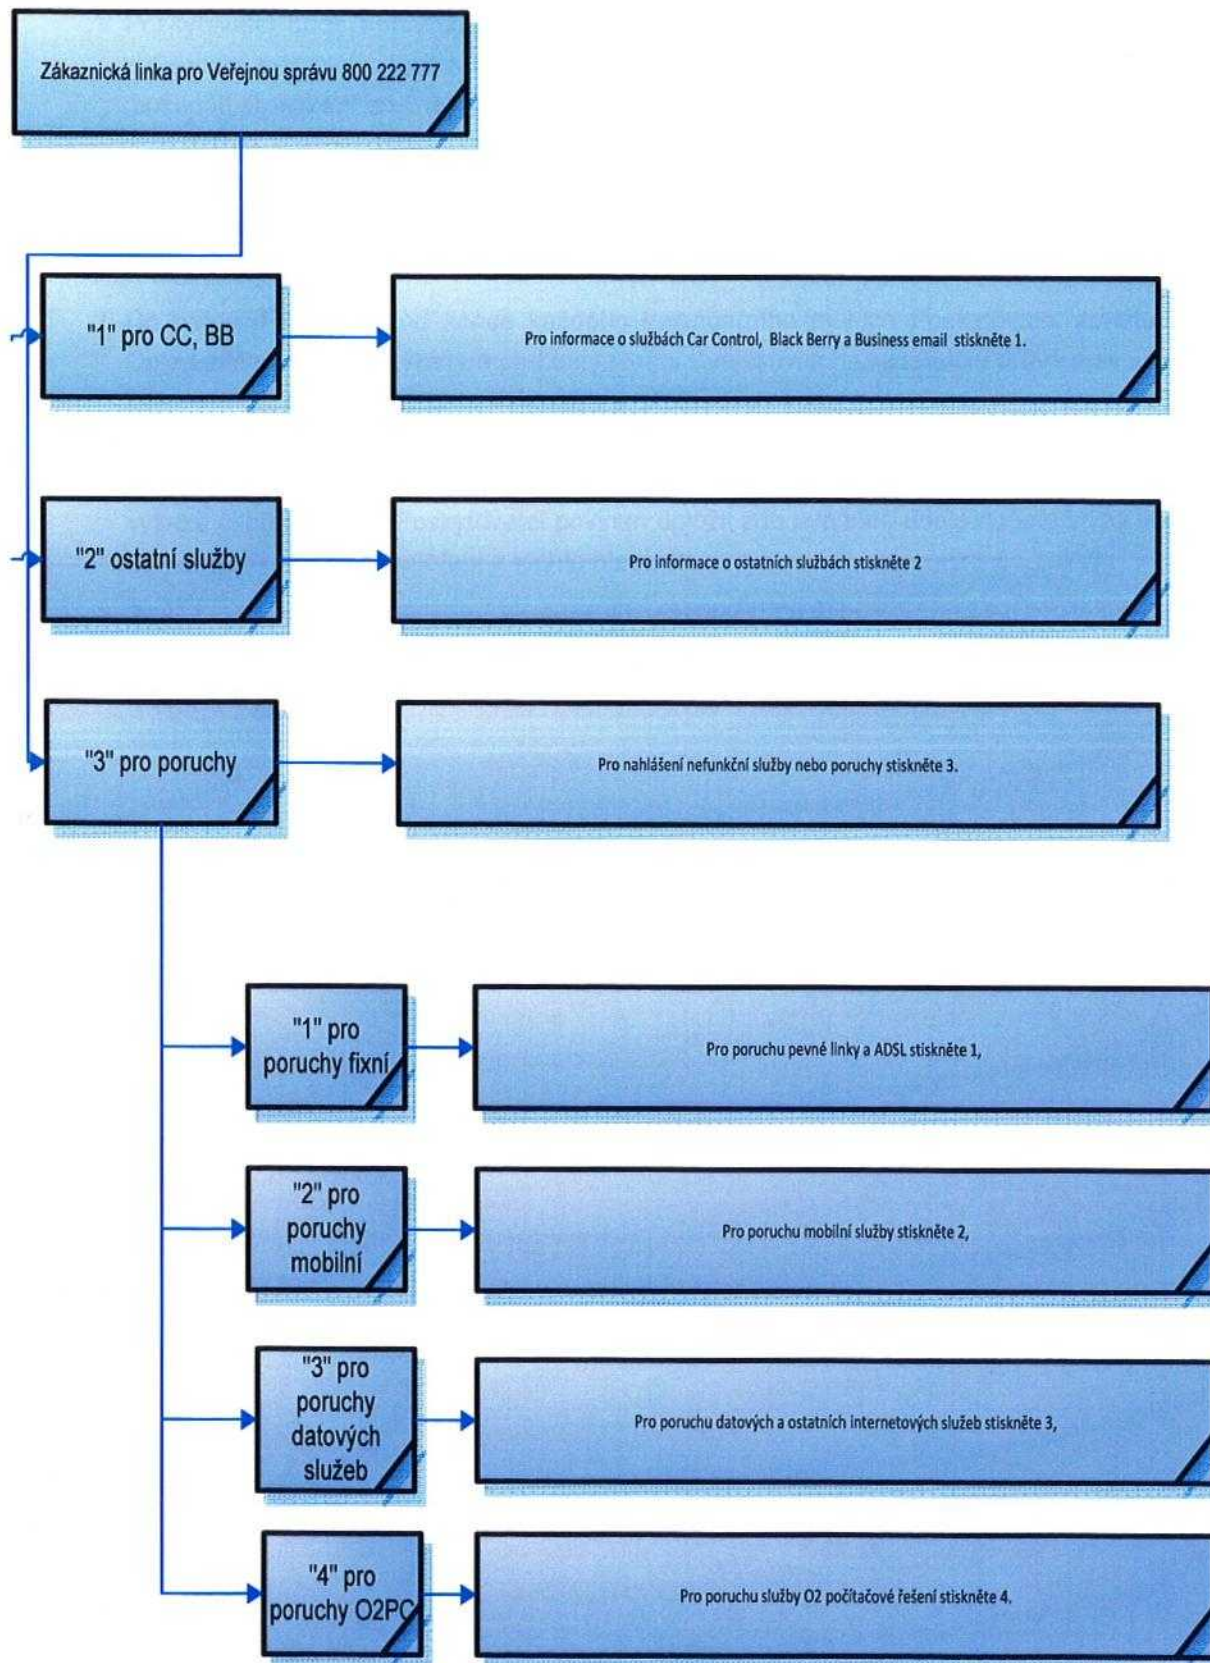 Zákaznická linka pro Veřejnou správu 800 222 777
"1" pro CC, BB
Pro informace o službách Car Control, Black Berry a Business email stiskněte 1.
"2" ostatní služby
Pro informace o ostatních službách stiskněte 2
"3" pro poruchy
Pro nahlášení nefunkční služby nebo poruchy stiskněte 3.
"1" pro
poruchy fixní
Pro poruchu pevné linky a ADSL stiskněte 1,
"2" pro
poruchy
mobilní
Pro poruchu mobilní služby stiskněte 2,
"3" pro
poruchy
datových
služeb
Pro poruchu datových a ostatních internetových služeb stiskněte 3,
"4" pro
poruchy O2PC
Pro poruchu služby O2 počítačové řešení stiskněte 4.